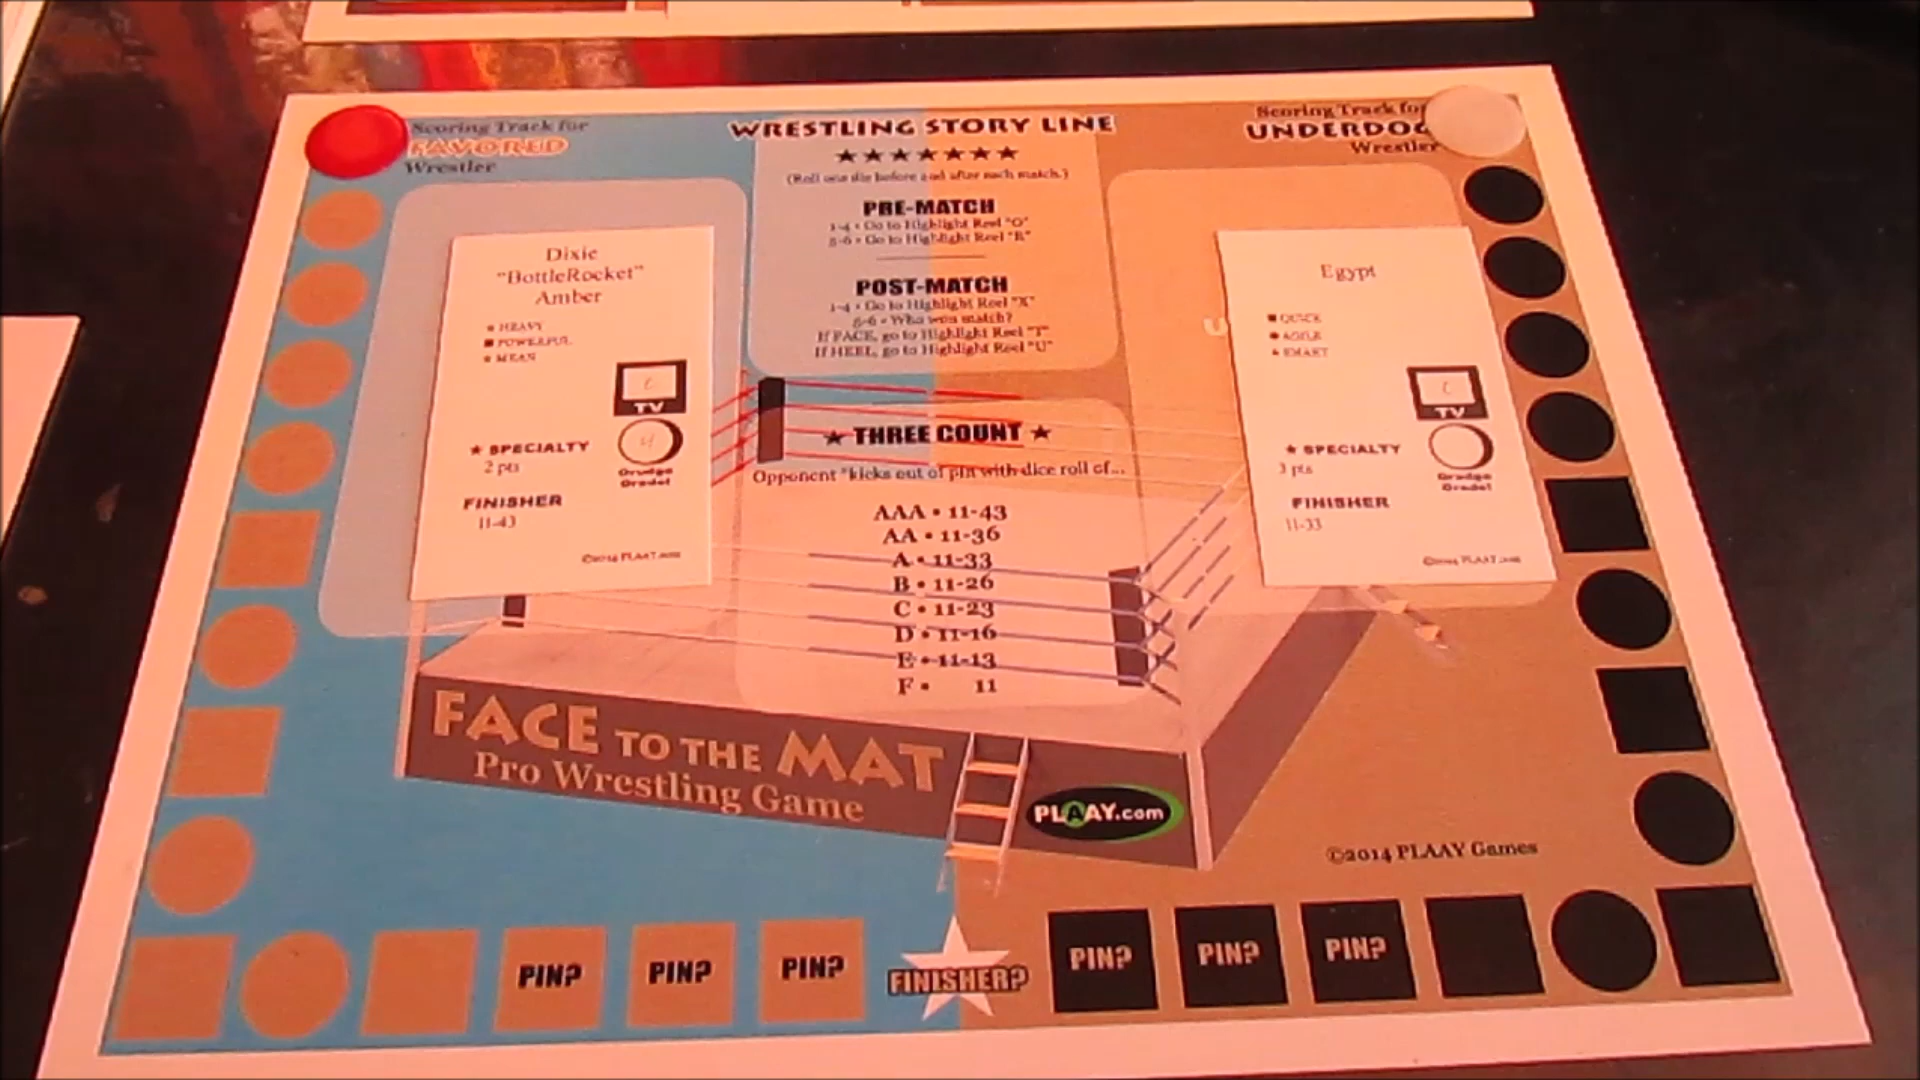 Scoring Track for
FAVORED
Wrestler
WRESTLING STORY LINE
★★★★★★★
(Roll one die before and after each match.)
PRE-MATCH
1-4 • Go to Highlight Reel "O"
5-6 • Go to Highlight Reel "R"
POST-MATCH
1-4 • Go to Highlight Reel "X"
5-6 • Who won match?
If FACE, go to Highlight Reel "T"
If HEEL, go to Highlight Reel "U"
Scoring Track for
UNDERDOG
Wrestler
Dixie
"BottleRocket"
Amber
★ HEAVY
■ POWERFUL
★ MEAN
TV
★ SPECIALTY
2 pts
Grudge
Grade!
FINISHER
11-43
©2014 PLAAY.com
★ THREE COUNT ★
Opponent "kicks out of pin with dice roll of...
AAA • 11-43
AA • 11-36
A • 11-33
B • 11-26
C • 11-23
D • 11-16
E • 11-13
F • 11
U
Egypt
■ QUICK
● AGILE
★ SMART
TV
★ SPECIALTY
3 pts
Grudge
Grade!
FINISHER
11-33
©2014 PLAAY.com
FACE TO THE MAT
Pro Wrestling Game
PLAAY.com
©2014 PLAAY Games
PIN?
PIN?
PIN?
FINISHER?
PIN?
PIN?
PIN?